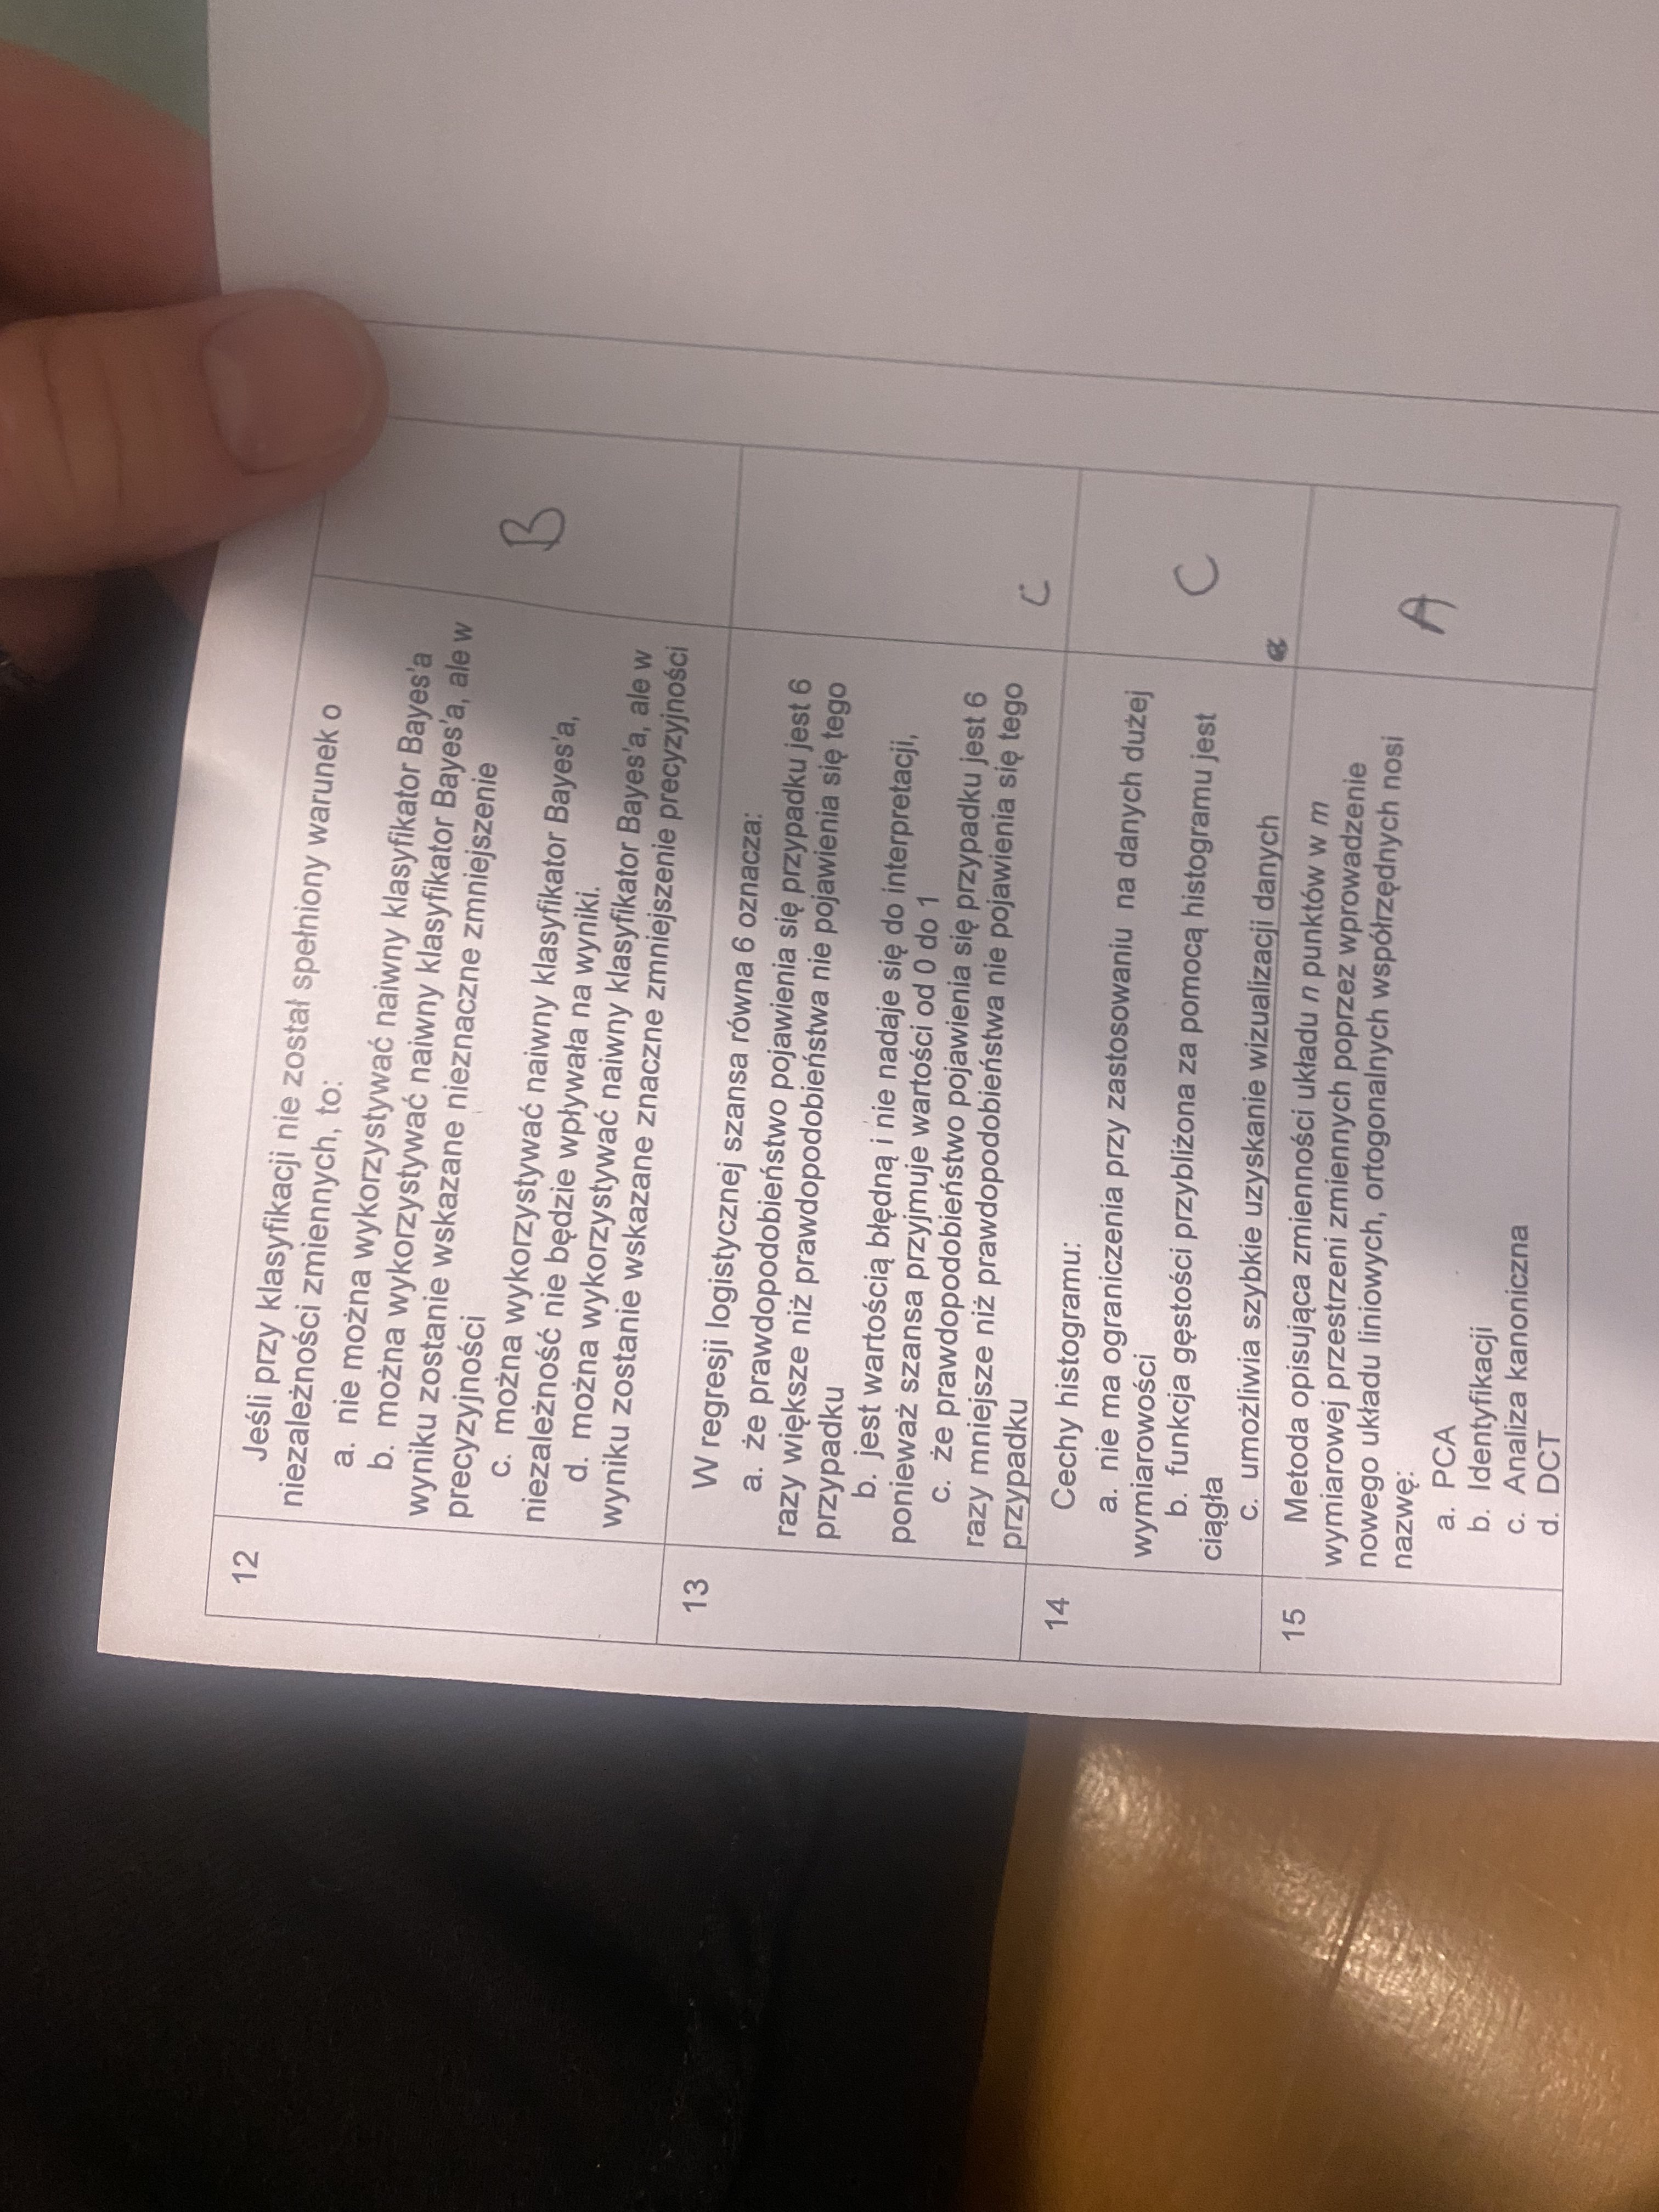 12
Jeśli przy klasyfikacji nie został spełniony warunek o
niezależności zmiennych, to:
a. nie można wykorzystywać naiwny klasyfikator Bayes'a
b. można wykorzystywać naiwny klasyfikator Bayes'a, ale w
wyniku zostanie wskazane nieznaczne zmniejszenie
precyzyjności
c. można wykorzystywać naiwny klasyfikator Bayes'a,
niezależność nie będzie wpływała na wyniki.
d. można wykorzystywać naiwny klasyfikator Bayes'a, ale w
wyniku zostanie wskazane znaczne zmniejszenie precyzyjności
B
13
W regresji logistycznej szansa równa 6 oznacza:
a. że prawdopodobieństwo pojawienia się przypadku jest 6
razy większe niż prawdopodobieństwa nie pojawienia się tego
przypadku
b. jest wartością błędną i nie nadaje się do interpretacji,
ponieważ szansa przyjmuje wartości od 0 do 1
c. że prawdopodobieństwo pojawienia się przypadku jest 6
razy mniejsze niż prawdopodobieństwa nie pojawienia się tego
przypadku
C
14
Cechy histogramu:
a. nie ma ograniczenia przy zastosowaniu na danych dużej
wymiarowości
b. funkcja gęstości przybliżona za pomocą histogramu jest
ciągła
c. umożliwia szybkie uzyskanie wizualizacji danych
C
15
Metoda opisująca zmienności układu n punktów w m
wymiarowej przestrzeni zmiennych poprzez wprowadzenie
nowego układu liniowych, ortogonalnych współrzędnych nosi
nazwę:
a. PCA
b. Identyfikacji
c. Analiza kanoniczna
d. DCT
A